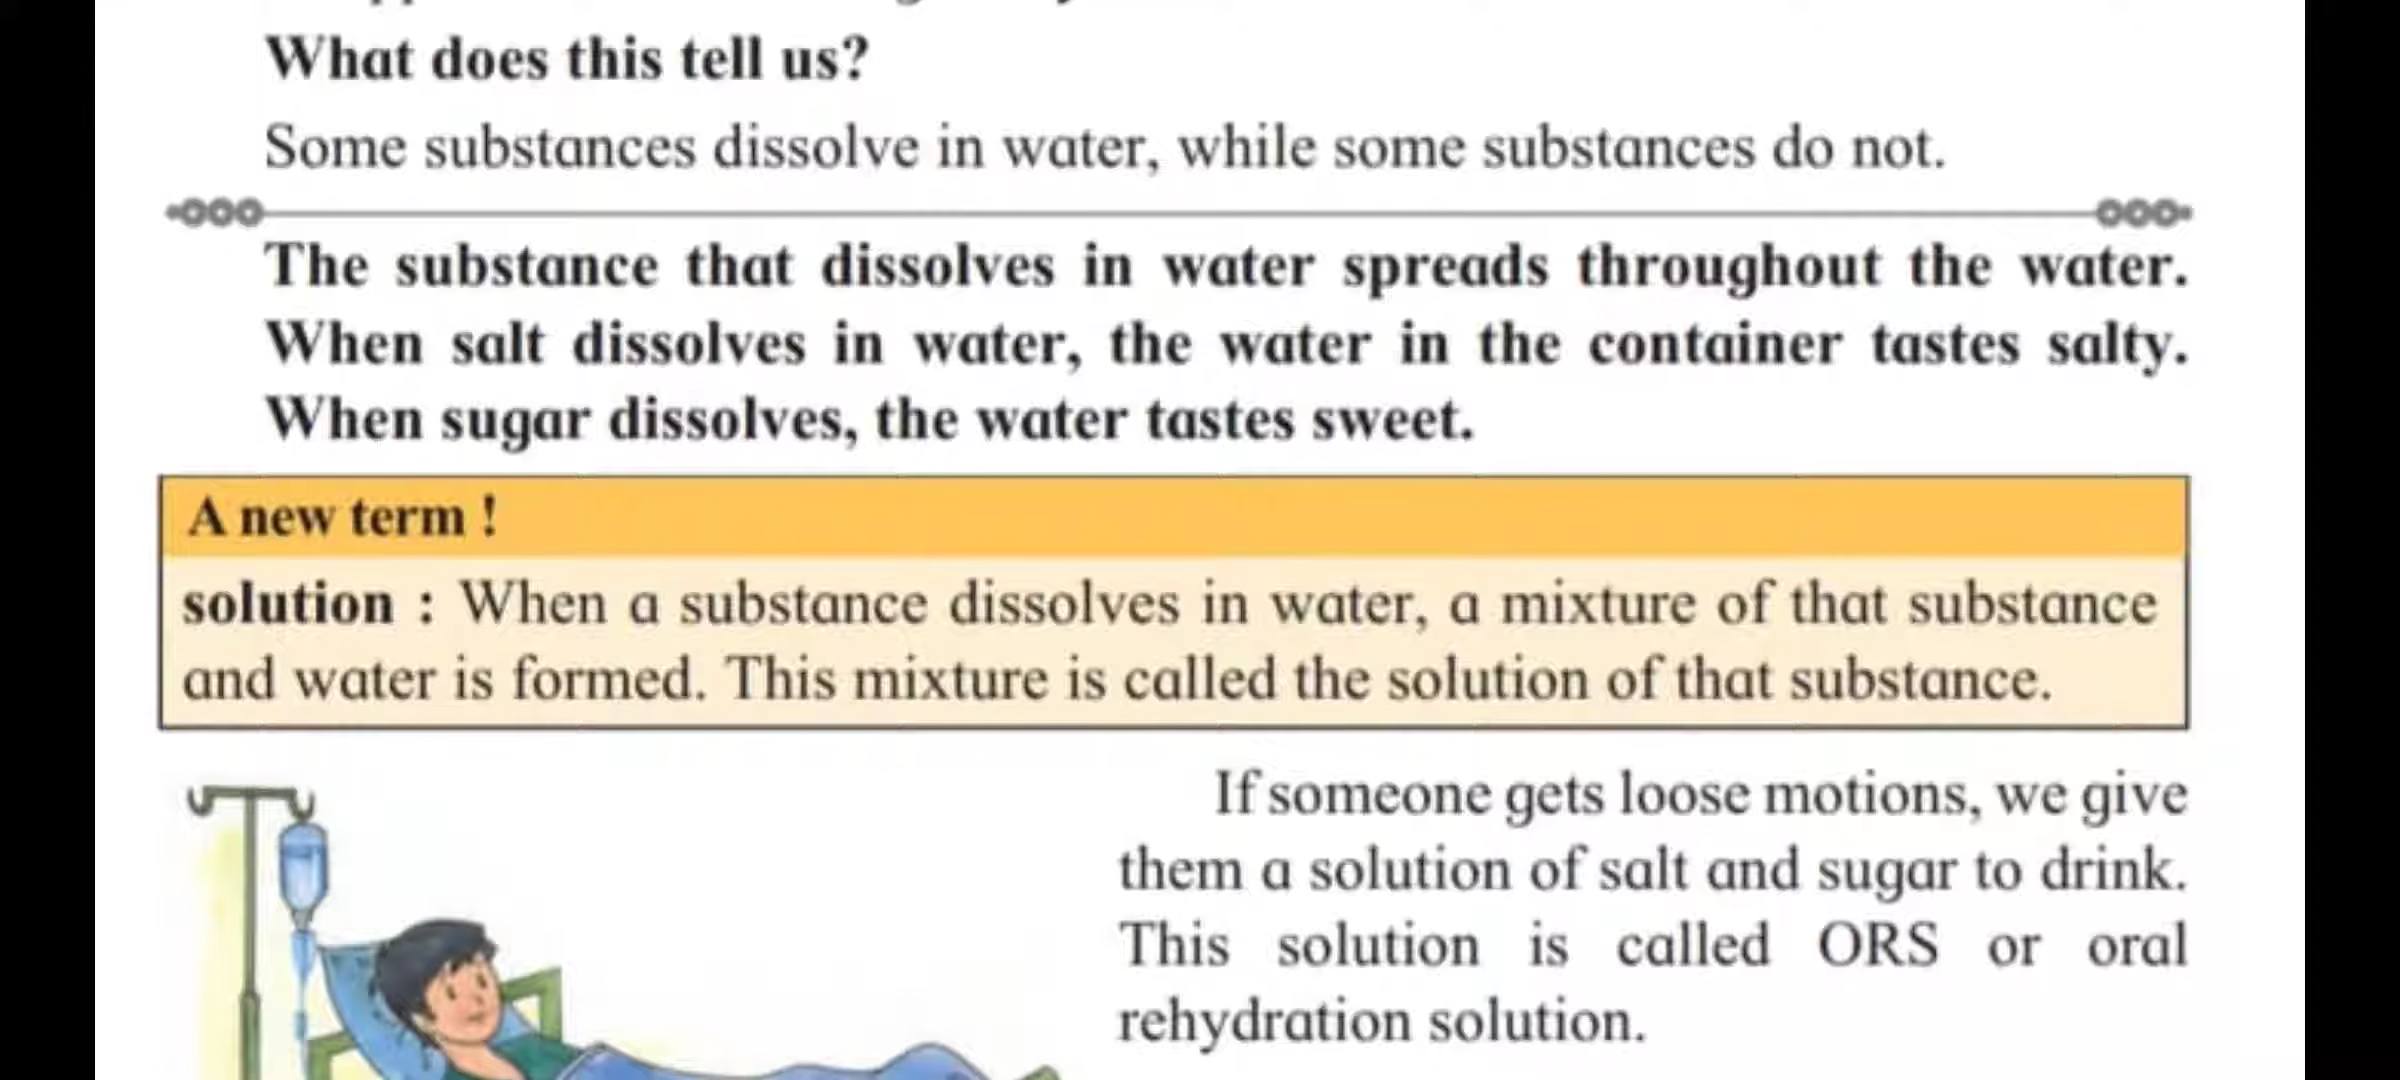 What does this tell us?
Some substances dissolve in water, while some substances do not.
The substance that dissolves in water spreads throughout the water.
When salt dissolves in water, the water in the container tastes salty.
When sugar dissolves, the water tastes sweet.
A new term !
solution : When a substance dissolves in water, a mixture of that substance
and water is formed. This mixture is called the solution of that substance.
If someone gets loose motions, we give
them a solution of salt and sugar to drink.
This solution is called ORS or oral
rehydration solution.